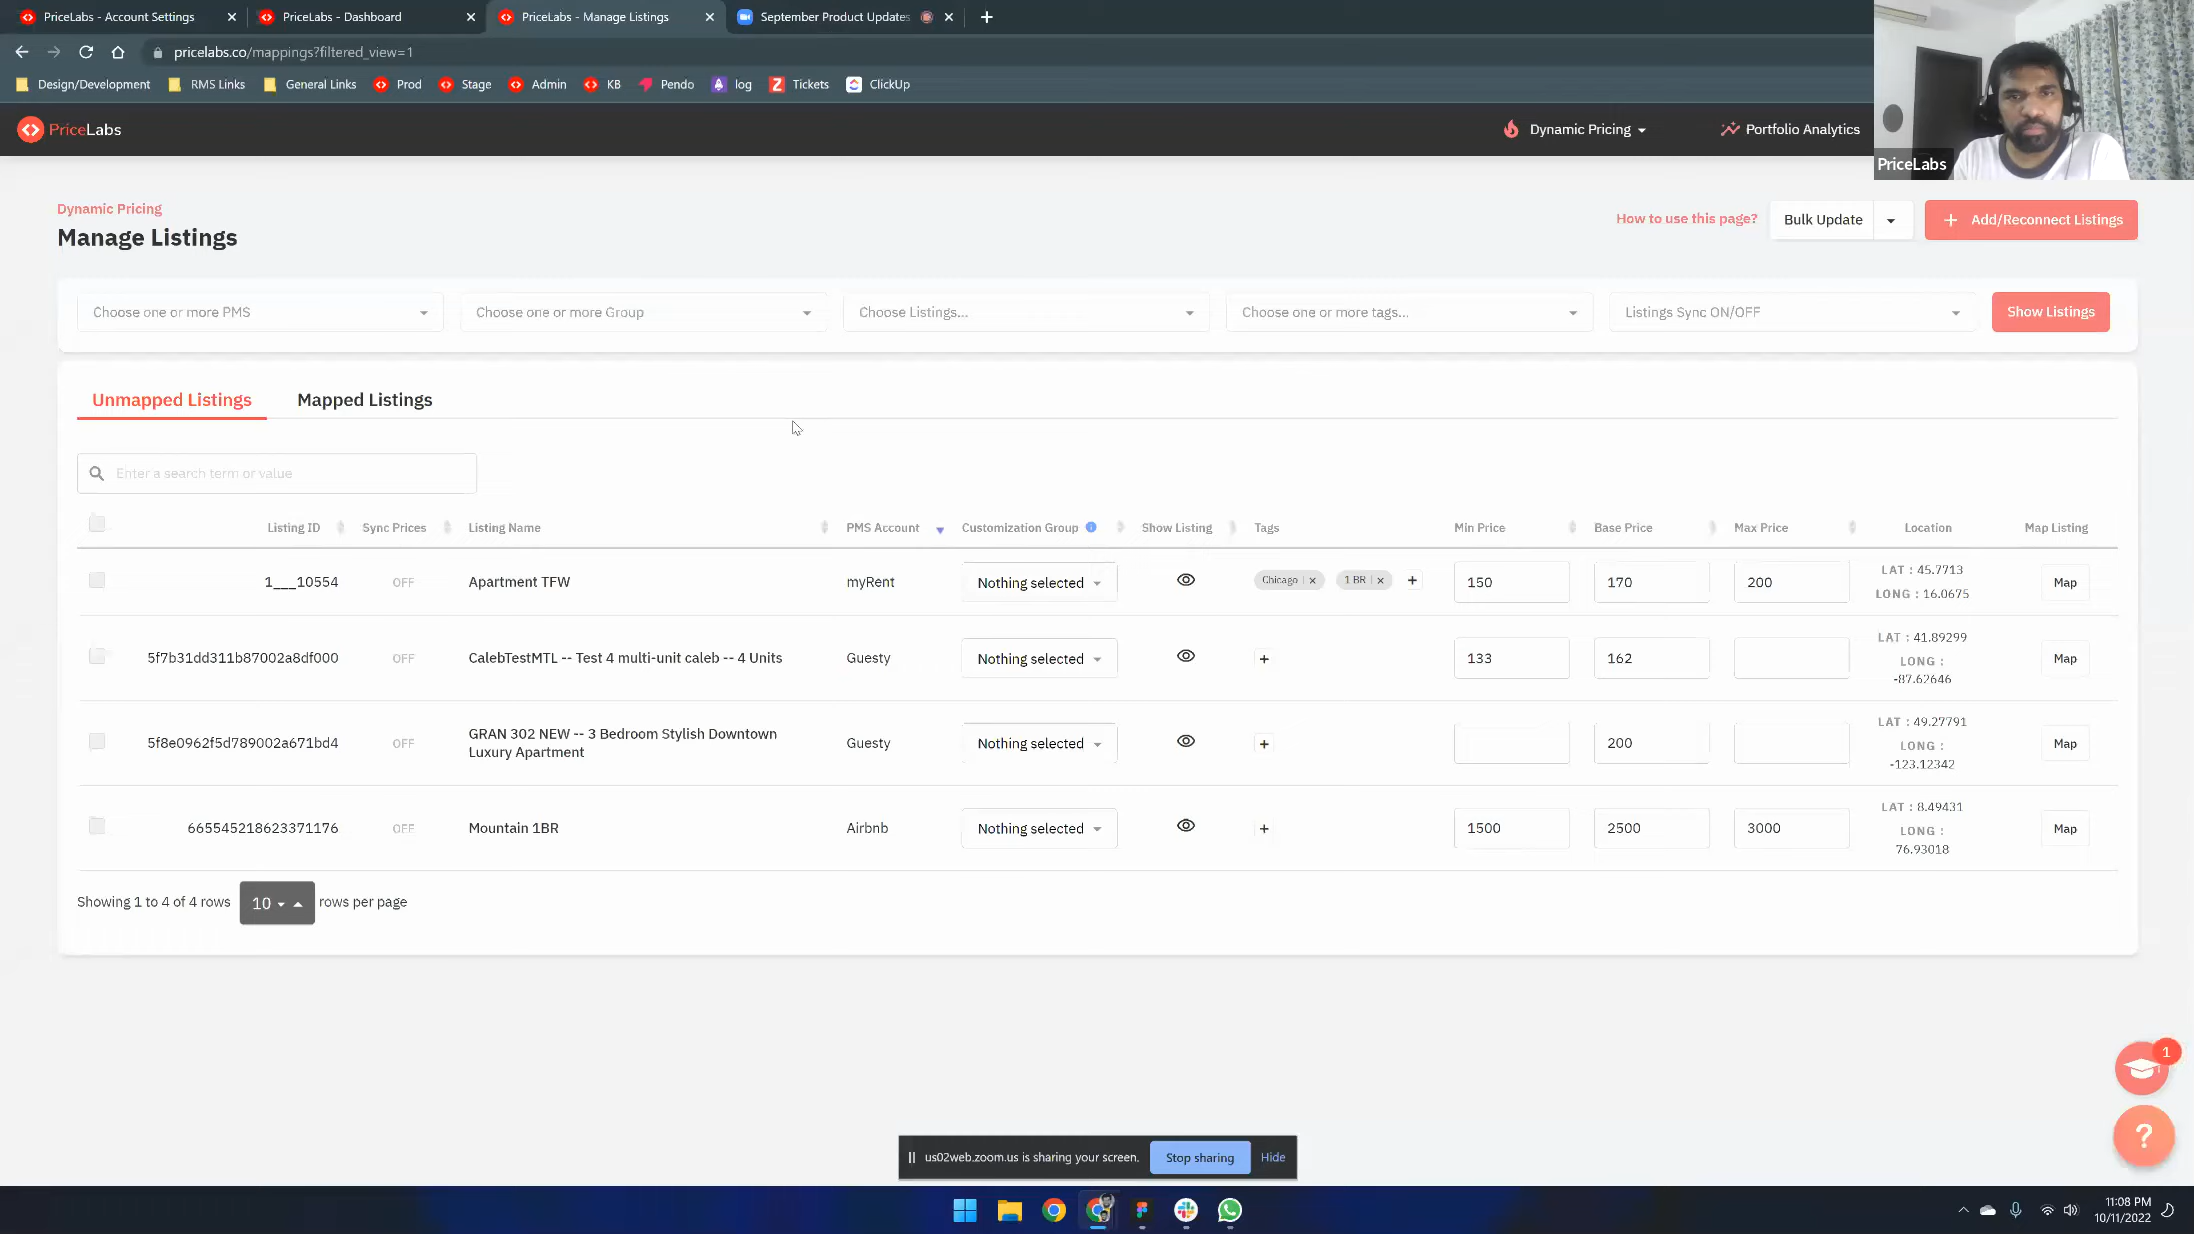 PriceLabs - Account Settings
PriceLabs - Dashboard
PriceLabs - Manage Listings
September Product Updates
pricelabs.co/mappings?filtered_view=1
Design/Development
RMS Links
General Links
Prod
Stage
Admin
KB
Pendo
log
Tickets
ClickUp
PriceLabs
Dynamic Pricing
Portfolio Analytics
PriceLabs
Dynamic Pricing
Manage Listings
How to use this page?
Bulk Update
+ Add/Reconnect Listings
Choose one or more PMS
Choose one or more Group
Choose Listings...
Choose one or more tags...
Listings Sync ON/OFF
Show Listings
Unmapped Listings
Mapped Listings
Enter a search term or value
Listing ID
Sync Prices
Listing Name
PMS Account
Customization Group
Show Listing
Tags
Min Price
Base Price
Max Price
Location
Map Listing
1___10554
OFF
Apartment TFW
myRent
Nothing selected
Chicago
1 BR
+
150
170
200
LAT : 45.7713
LONG : 16.0675
Map
5f7b31dd311b87002a8df000
OFF
CalebTestMTL -- Test 4 multi-unit caleb -- 4 Units
Guesty
Nothing selected
+
133
162
LAT : 41.89299
LONG :
-87.62646
Map
5f8e0962f5d789002a671bd4
OFF
GRAN 302 NEW -- 3 Bedroom Stylish Downtown
Luxury Apartment
Guesty
Nothing selected
+
200
LAT : 49.27791
LONG :
-123.12342
Map
665545218623371176
OFF
Mountain 1BR
Airbnb
Nothing selected
+
1500
2500
3000
LAT : 8.49431
LONG :
76.93018
Map
Showing 1 to 4 of 4 rows
10
rows per page
1
?
us02web.zoom.us is sharing your screen.
Stop sharing
Hide
11:08 PM
10/11/2022